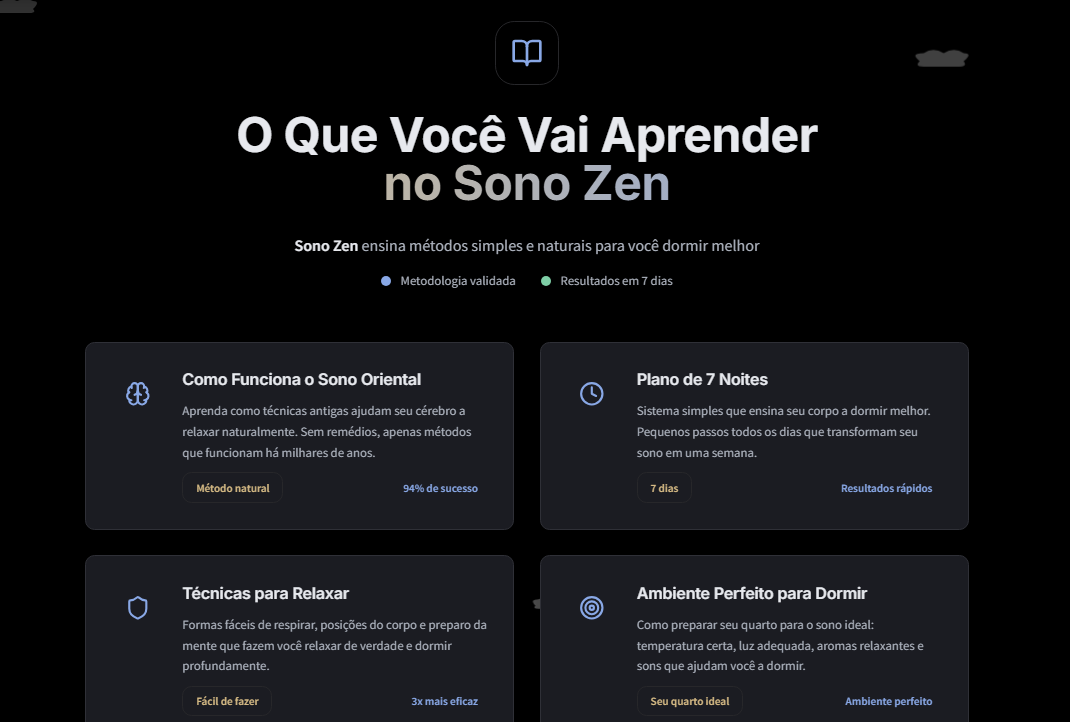 O Que Você Vai Aprender
no Sono Zen
Sono Zen ensina métodos simples e naturais para você dormir melhor
Metodologia validada
Resultados em 7 dias
Como Funciona o Sono Oriental
Aprenda como técnicas antigas ajudam seu cérebro a
relaxar naturalmente. Sem remédios, apenas métodos
que funcionam há milhares de anos.
Método natural
94% de sucesso
Plano de 7 Noites
Sistema simples que ensina seu corpo a dormir melhor.
Pequenos passos todos os dias que transformam seu
sono em uma semana.
7 dias
Resultados rápidos
Técnicas para Relaxar
Formas fáceis de respirar, posições do corpo e preparo da
mente que fazem você relaxar de verdade e dormir
profundamente.
Fácil de fazer
3x mais eficaz
Ambiente Perfeito para Dormir
Como preparar seu quarto para o sono ideal:
temperatura certa, luz adequada, aromas relaxantes e
sons que ajudam você a dormir.
Seu quarto ideal
Ambiente perfeito